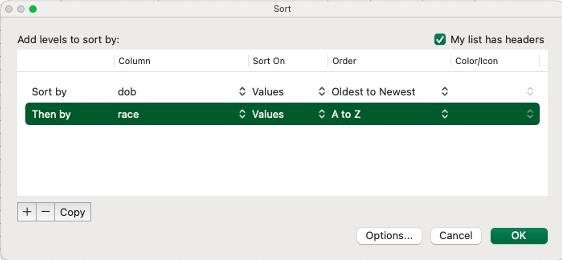 Sort
Add levels to sort by:
My list has headers
Column Sort On Order Color/Icon
Sort by dob Values Oldest to Newest
Then by race Values A to Z
+ − Copy
Options... Cancel OK